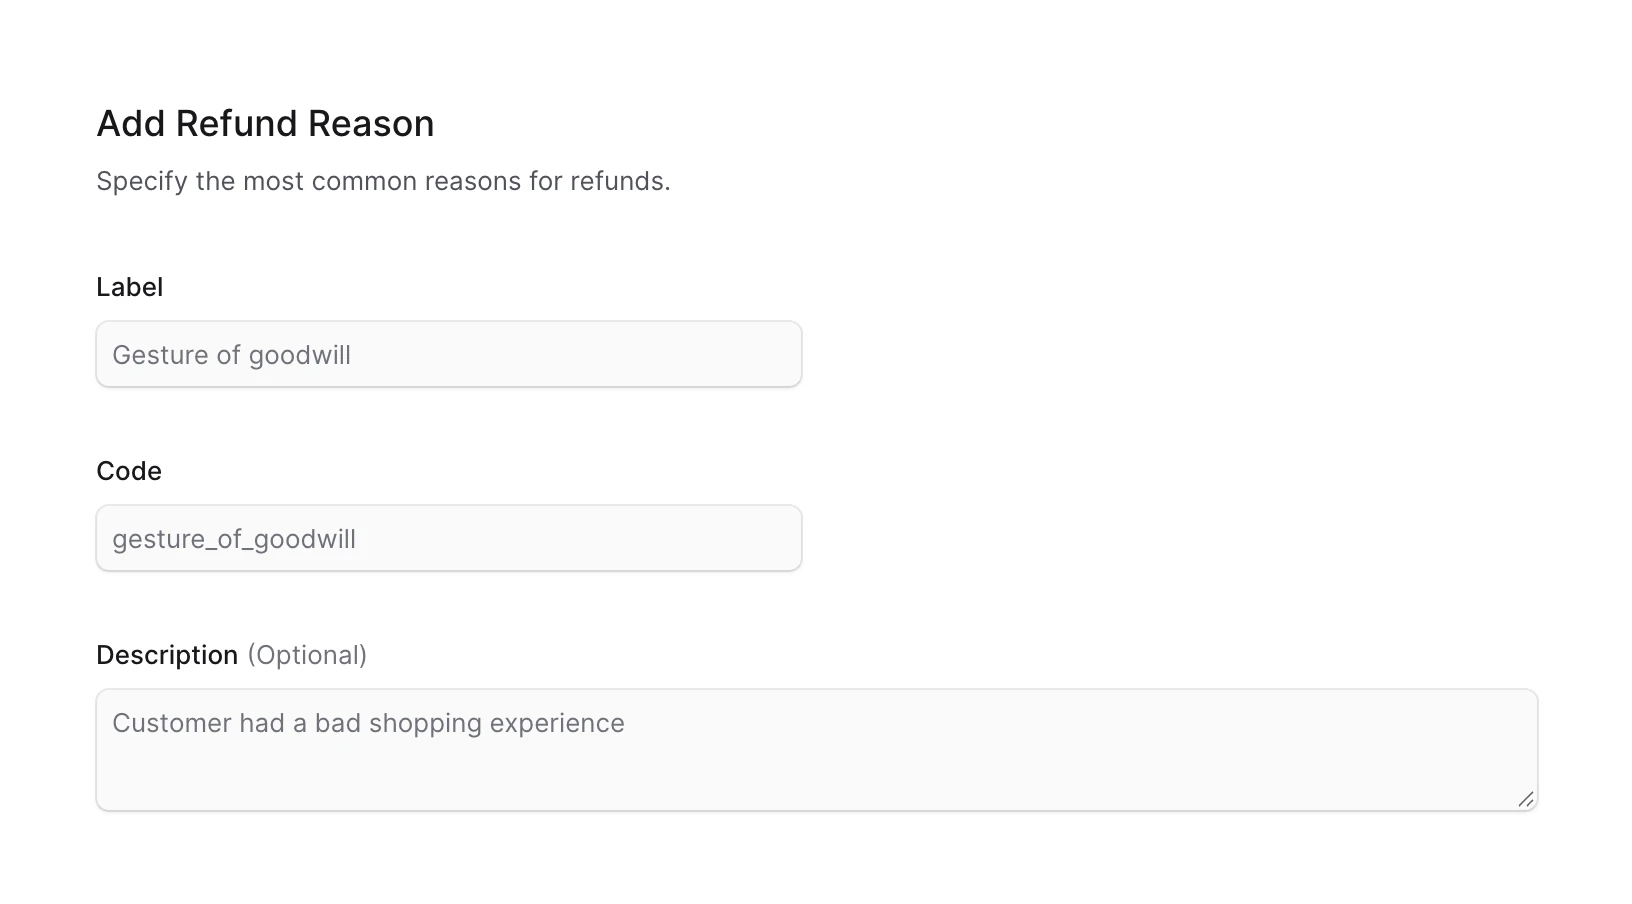 Add Refund Reason
Specify the most common reasons for refunds.
Label
Gesture of goodwill
Code
gesture_of_goodwill
Description (Optional)
Customer had a bad shopping experience